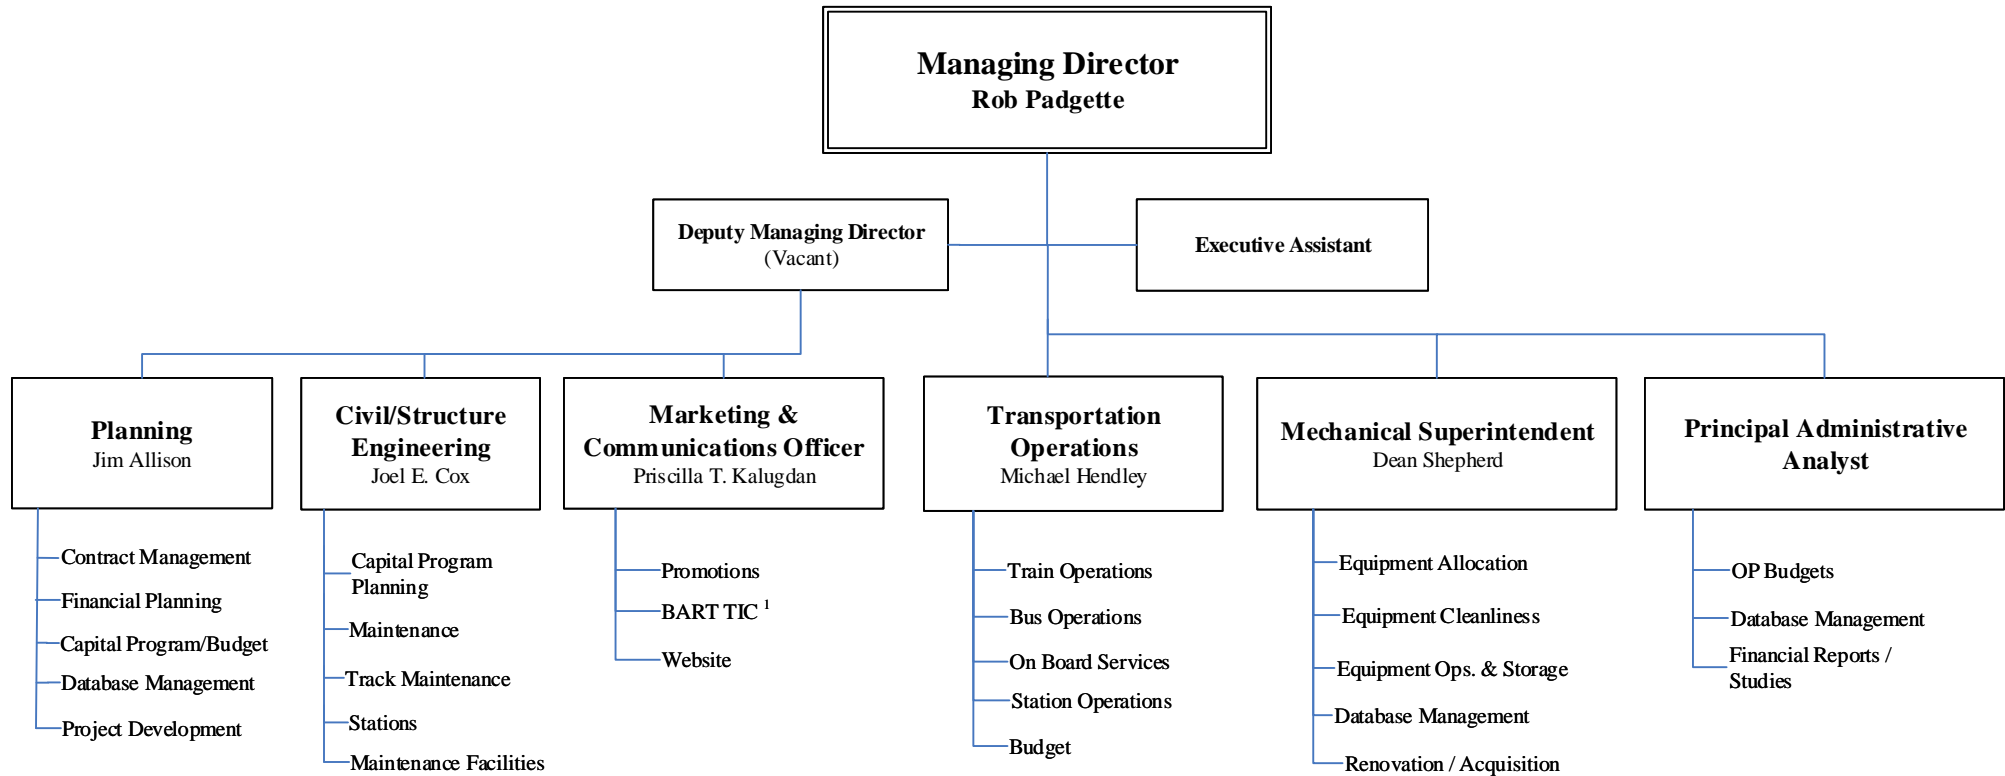 Managing Director
Rob Padgette
Deputy Managing Director
(Vacant)
Executive Assistant
Planning
Jim Allison
Contract Management
Financial Planning
Capital Program/Budget
Database Management
Project Development
Civil/Structure
Engineering
Joel E. Cox
Capital Program
Planning
Maintenance
Track Maintenance
Stations
Maintenance Facilities
Marketing &
Communications Officer
Priscilla T. Kalugdan
Promotions
BART TIC 1
Website
Transportation
Operations
Michael Hendley
Train Operations
Bus Operations
On Board Services
Station Operations
Budget
Mechanical Superintendent
Dean Shepherd
Equipment Allocation
Equipment Cleanliness
Equipment Ops. & Storage
Database Management
Renovation / Acquisition
Principal Administrative
Analyst
OP Budgets
Database Management
Financial Reports /
Studies